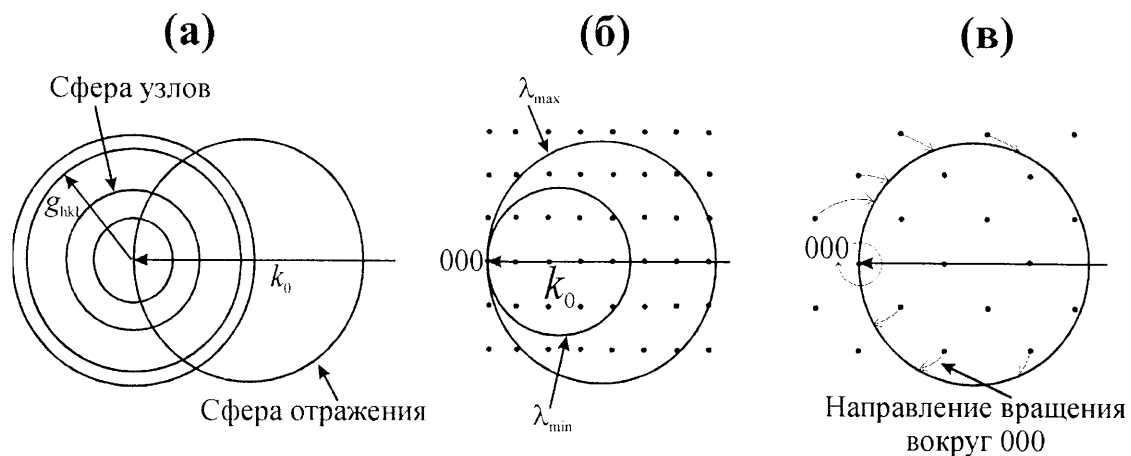 (а)
(б)
(в)
Сфера узлов
g_hkl
k_0
Сфера отражения
λ_max
000
k_0
λ_min
000
Направление вращения
вокруг 000